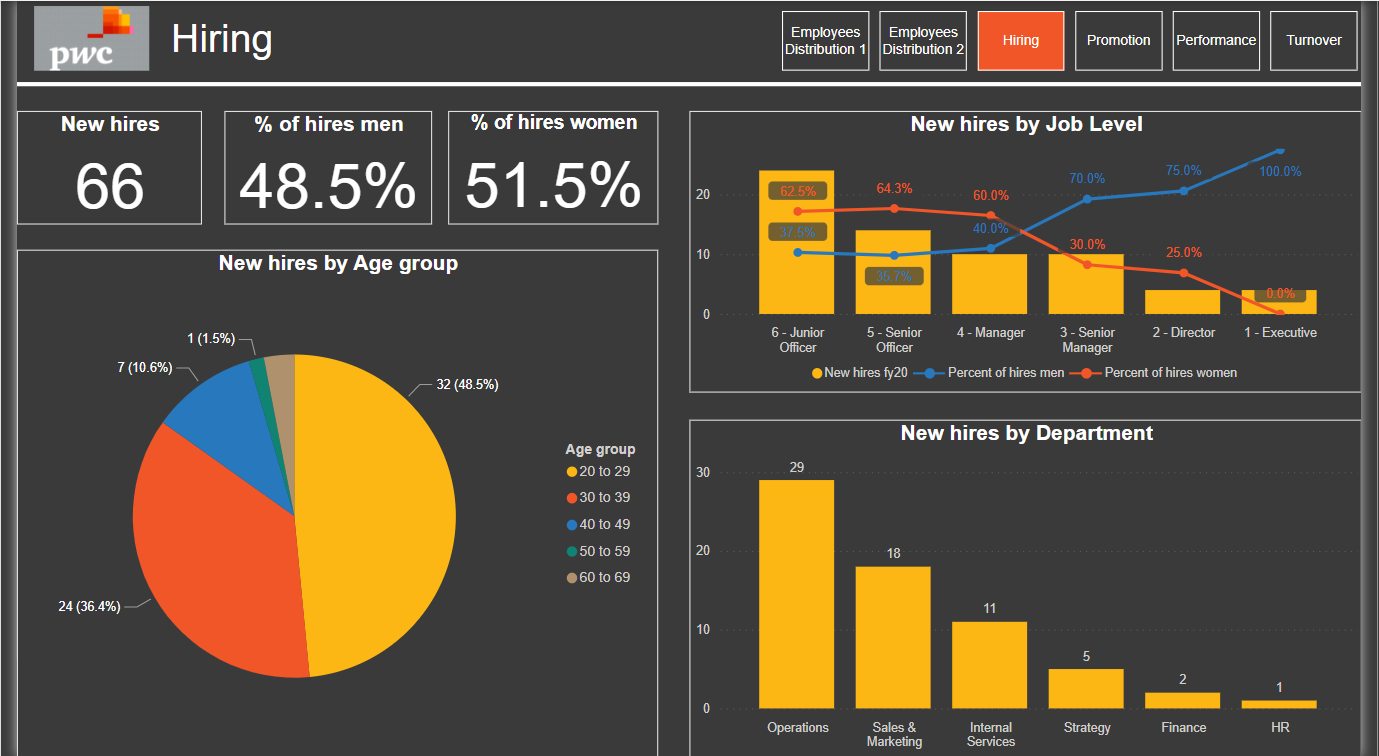 pwc
Hiring
Employees
Distribution 1
Employees
Distribution 2
Hiring
Promotion
Performance
Turnover
New hires
66
% of hires men
48.5%
% of hires women
51.5%
New hires by Age group
1 (1.5%)
7 (10.6%)
32 (48.5%)
24 (36.4%)
Age group
20 to 29
30 to 39
40 to 49
50 to 59
60 to 69
New hires by Job Level
20
10
0
62.5%
64.3%
60.0%
70.0%
75.0%
100.0%
37.5%
35.7%
40.0%
30.0%
25.0%
0.0%
6 - Junior
Officer
5 - Senior
Officer
4 - Manager
3 - Senior
Manager
2 - Director
1 - Executive
New hires fy20
Percent of hires men
Percent of hires women
New hires by Department
30
20
10
0
29
18
11
5
2
1
Operations
Sales &
Marketing
Internal
Services
Strategy
Finance
HR